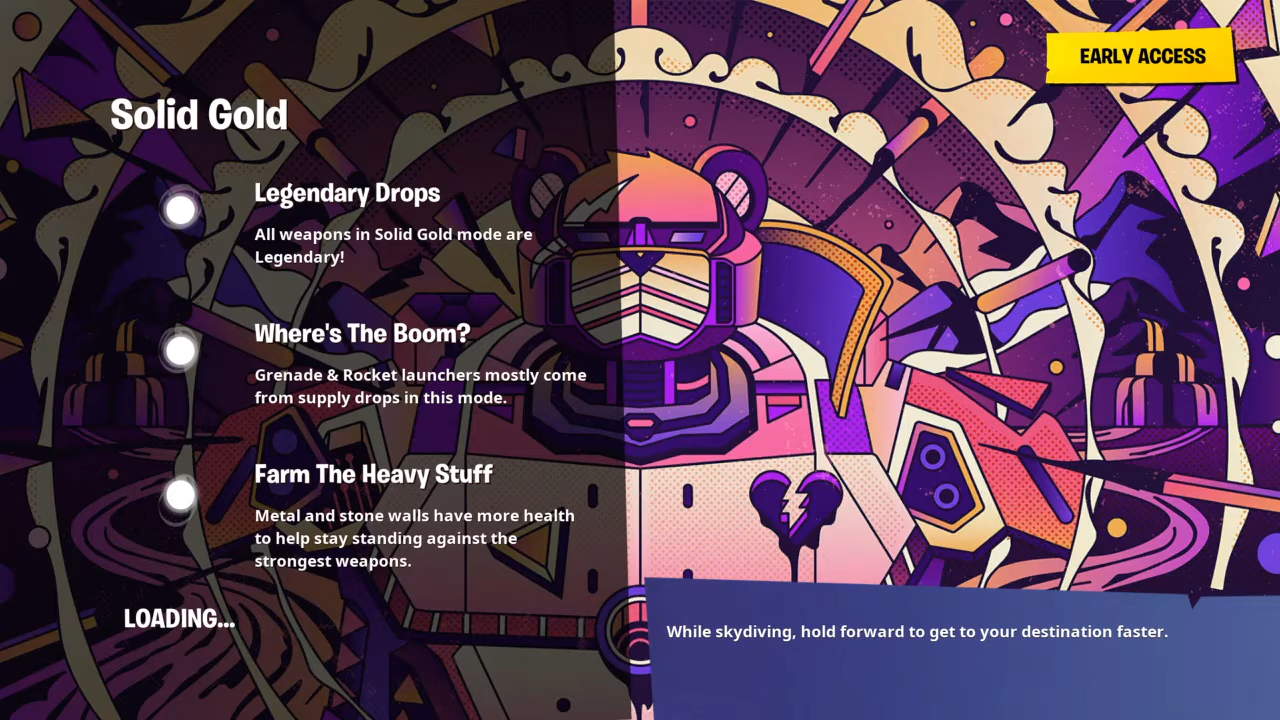 EARLY ACCESS
Solid Gold
Legendary Drops
All weapons in Solid Gold mode are
Legendary!
Where's The Boom?
Grenade & Rocket launchers mostly come
from supply drops in this mode.
Farm The Heavy Stuff
Metal and stone walls have more health
to help stay standing against the
strongest weapons.
LOADING...
While skydiving, hold forward to get to your destination faster.